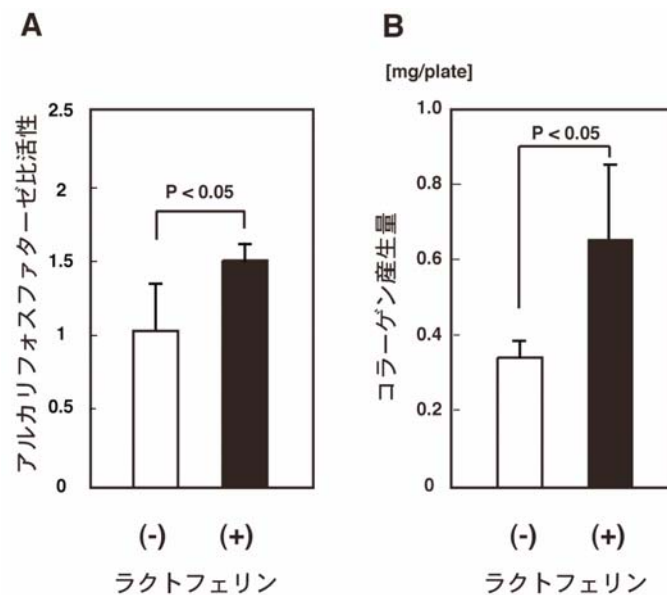 A
アルカリフォスファターゼ比活性
2.5
2
1.5
1
0.5
0
P < 0.05
(-) (+)
ラクトフェリン
B
[mg/plate]
コラーゲン産生量
1.0
0.8
0.6
0.4
0.2
0
P < 0.05
(-) (+)
ラクトフェリン